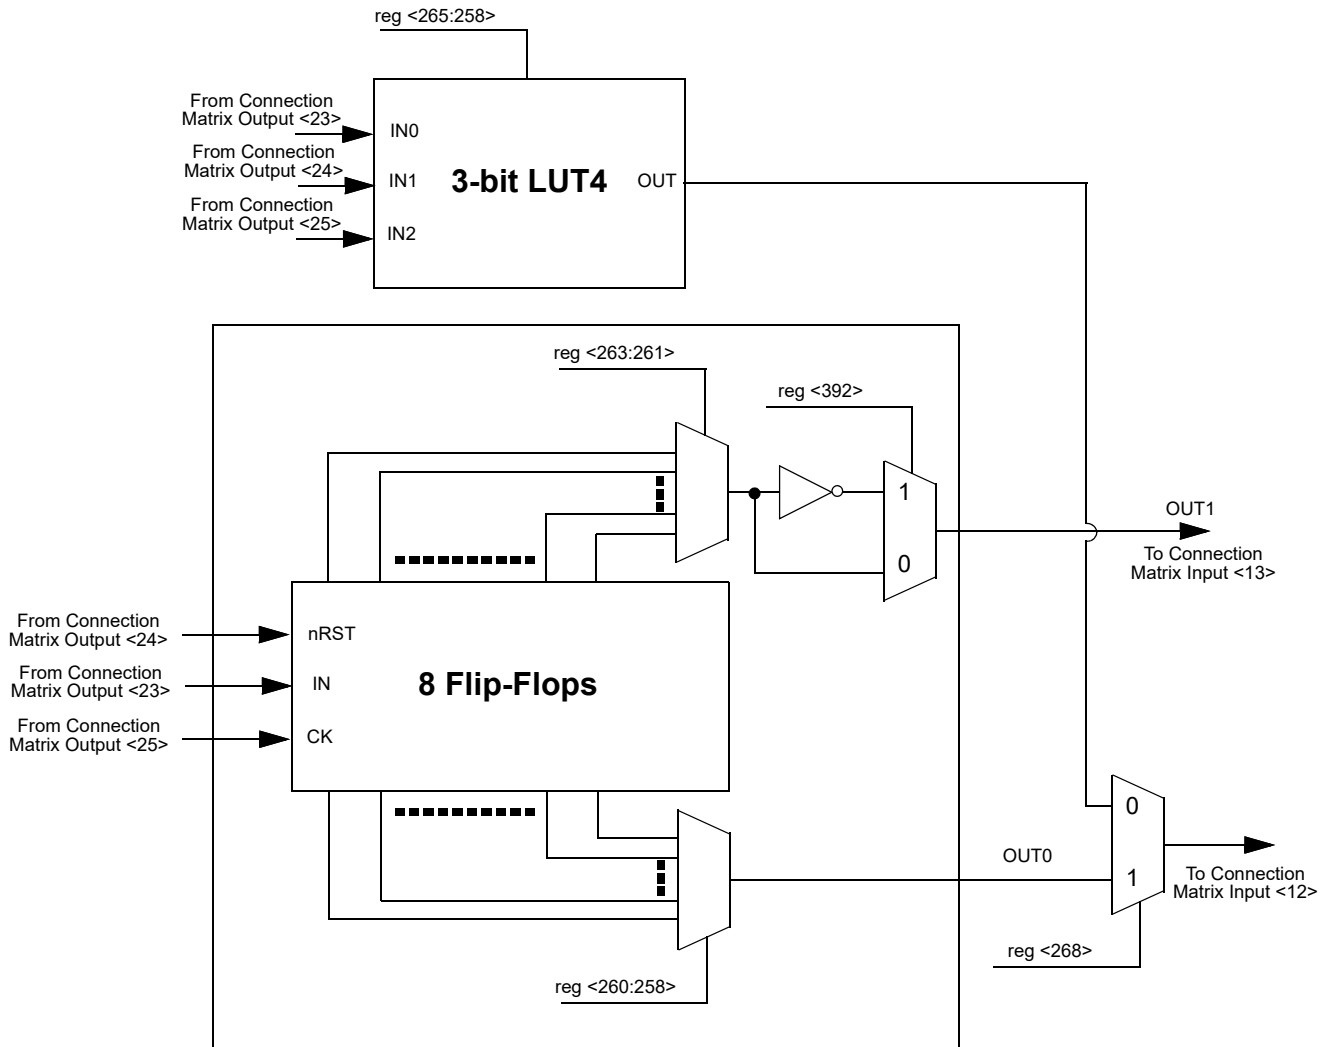 reg <265:258>
From Connection
Matrix Output <23>
IN0
From Connection
Matrix Output <24>
IN1
3-bit LUT4
OUT
From Connection
Matrix Output <25>
IN2
reg <263:261>
reg <392>
1
0
OUT1
To Connection
Matrix Input <13>
From Connection
Matrix Output <24>
nRST
From Connection
Matrix Output <23>
IN
8 Flip-Flops
From Connection
Matrix Output <25>
CK
0
OUT0
1
To Connection
Matrix Input <12>
reg <268>
reg <260:258>